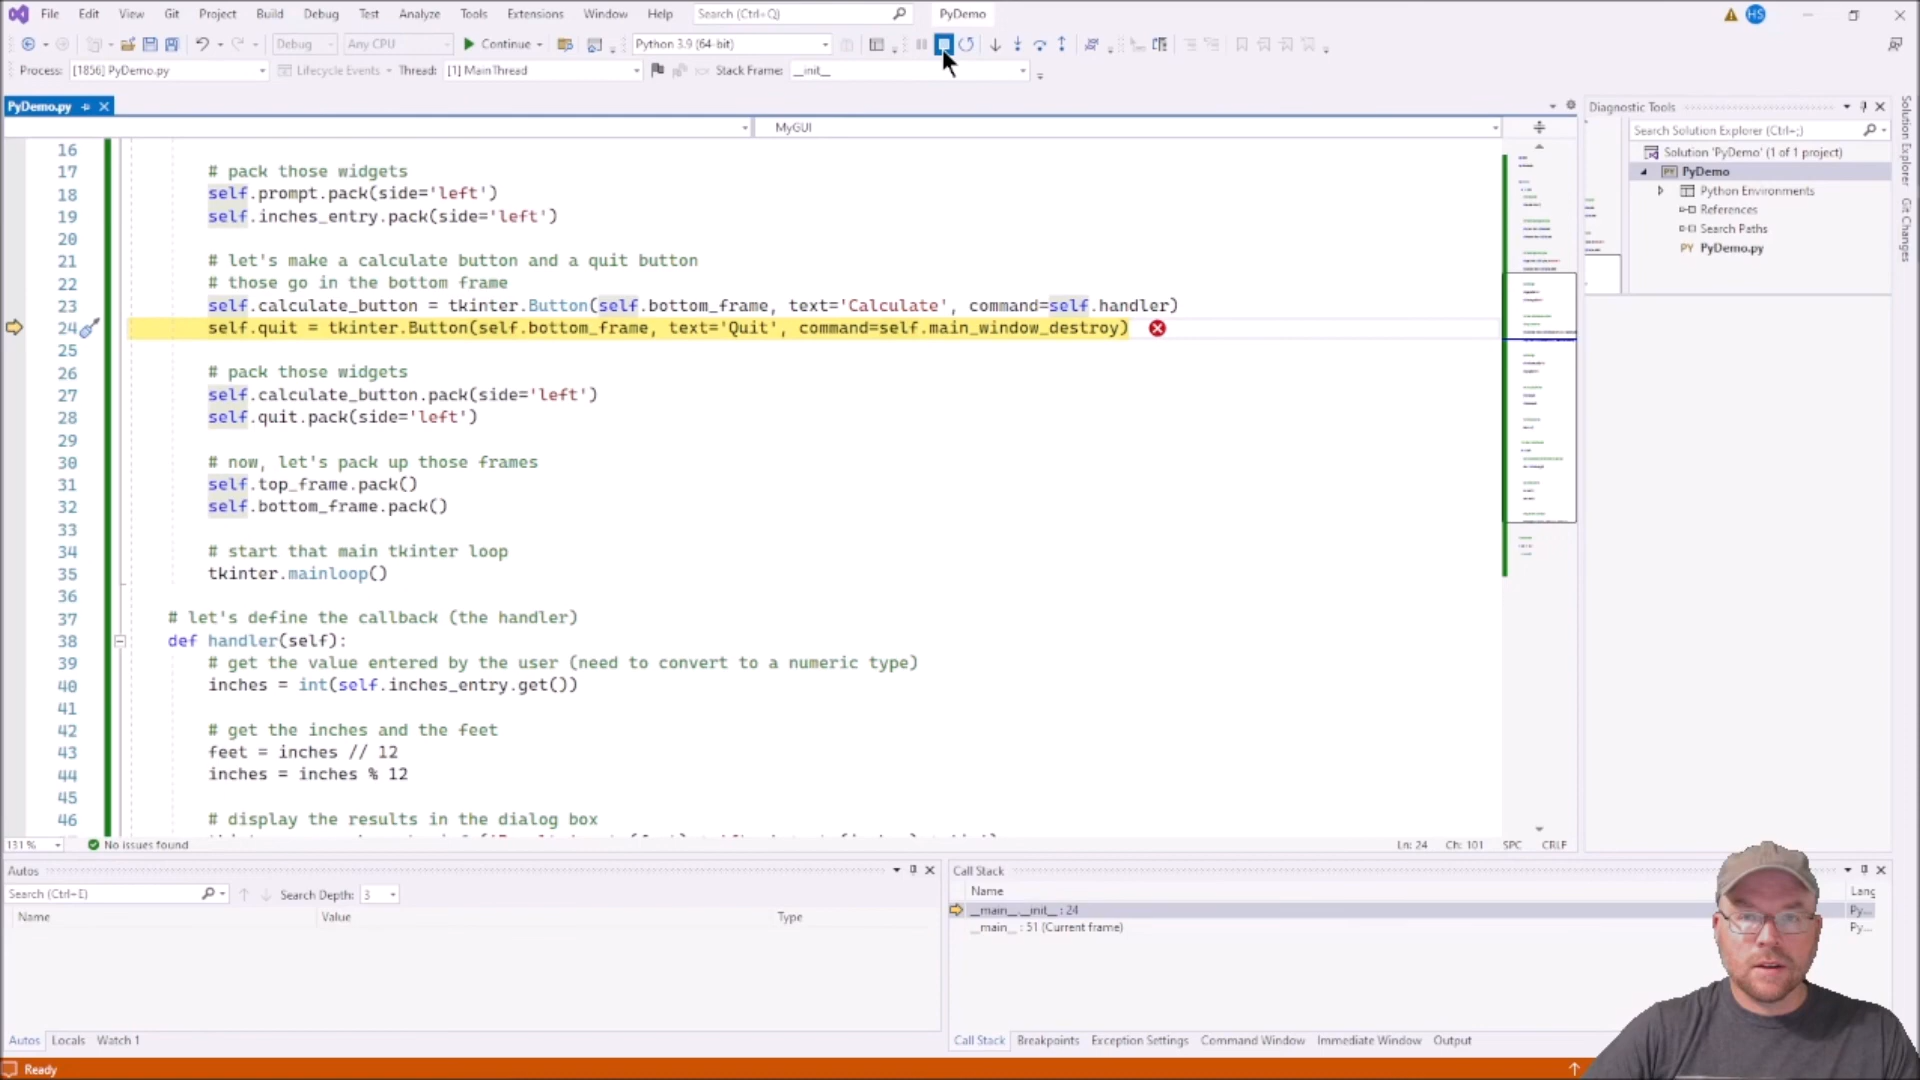 File Edit View Git Project Build Debug Test Analyze Tools Extensions Window Help Search (Ctrl+Q) PyDemo HS
Debug Any CPU Continue Python 3.9 (64-bit)
Process: [1856] PyDemo.py Lifecycle Events Thread: [1] MainThread Stack Frame: __init__
PyDemo.py
MyGUI
16
17 # pack those widgets
18 self.prompt.pack(side='left')
19 self.inches_entry.pack(side='left')
20
21 # let's make a calculate button and a quit button
22 # those go in the bottom frame
23 self.calculate_button = tkinter.Button(self.bottom_frame, text='Calculate', command=self.handler)
24 self.quit = tkinter.Button(self.bottom_frame, text='Quit', command=self.main_window_destroy)
25
26 # pack those widgets
27 self.calculate_button.pack(side='left')
28 self.quit.pack(side='left')
29
30 # now, let's pack up those frames
31 self.top_frame.pack()
32 self.bottom_frame.pack()
33
34 # start that main tkinter loop
35 tkinter.mainloop()
36
37 # let's define the callback (the handler)
38 def handler(self):
39 # get the value entered by the user (need to convert to a numeric type)
40 inches = int(self.inches_entry.get())
41
42 # get the inches and the feet
43 feet = inches // 12
44 inches = inches % 12
45
46 # display the results in the dialog box
131 % No issues found Ln: 24 Ch: 101 SPC CRLF
Diagnostic Tools
Search Solution Explorer (Ctrl+;)
Solution 'PyDemo' (1 of 1 project)
PyDemo
Python Environments
References
Search Paths
PY PyDemo.py
Solution Explorer
Git Changes
Autos
Search (Ctrl+E) Search Depth: 3
Name Value Type
Autos Locals Watch 1
Call Stack
Name Lang
__main__.__init__ : 24 Py...
__main__ : 51 (Current frame) Py...
Call Stack Breakpoints Exception Settings Command Window Immediate Window Output
Ready